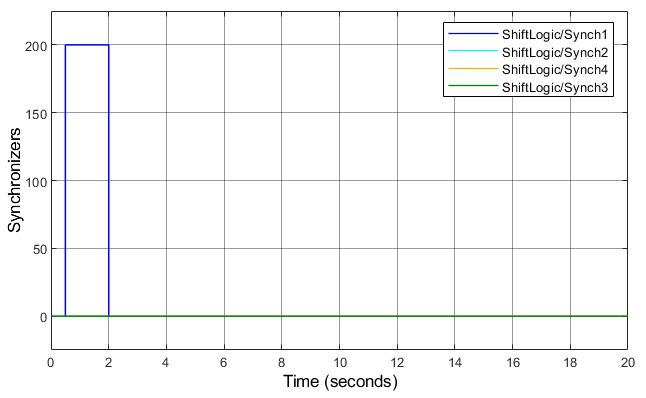 ShiftLogic/Synch1
ShiftLogic/Synch2
ShiftLogic/Synch4
ShiftLogic/Synch3
Synchronizers
200
150
100
50
0
0 2 4 6 8 10 12 14 16 18 20
Time (seconds)